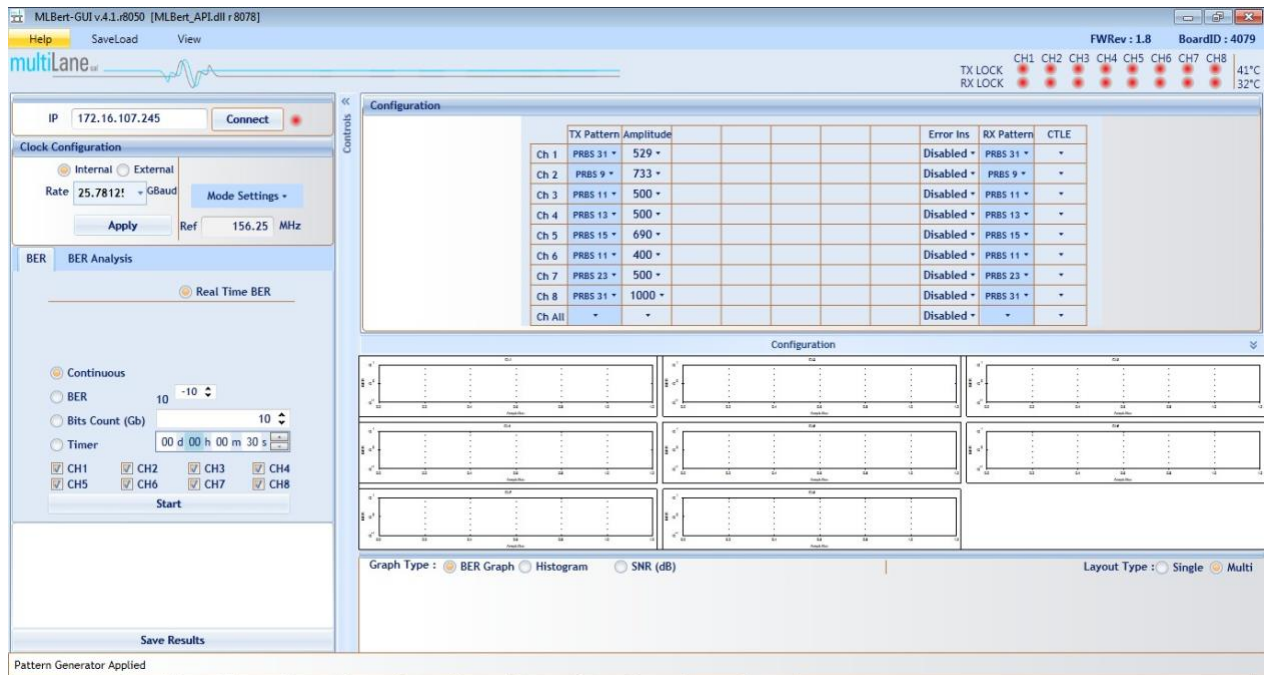 MLBert-GUI v.4.1.r8050 [MLBert_API.dll r 8078]
Help SaveLoad View FWRev : 1.8 BoardID : 4079
multiLane sal
CH1 CH2 CH3 CH4 CH5 CH6 CH7 CH8
TX LOCK 41°C
RX LOCK 32°C
IP 172.16.107.245 Connect
Clock Configuration
Internal External
Rate 25.7812! GBaud Mode Settings
Apply Ref 156.25 MHz
BER BER Analysis
Real Time BER
Continuous
BER 10 -10
Bits Count (Gb) 10
Timer 00 d 00 h 00 m 30 s
CH1 CH2 CH3 CH4
CH5 CH6 CH7 CH8
Start
Save Results
Pattern Generator Applied
Controls
Configuration
TX Pattern Amplitude Error Ins RX Pattern CTLE
Ch 1 PRBS 31 529 Disabled PRBS 31
Ch 2 PRBS 9 733 Disabled PRBS 9
Ch 3 PRBS 11 500 Disabled PRBS 11
Ch 4 PRBS 13 500 Disabled PRBS 13
Ch 5 PRBS 15 690 Disabled PRBS 15
Ch 6 PRBS 11 400 Disabled PRBS 11
Ch 7 PRBS 23 500 Disabled PRBS 23
Ch 8 PRBS 31 1000 Disabled PRBS 31
Ch All Disabled
Configuration
Graph Type : BER Graph Histogram SNR (dB) Layout Type : Single Multi